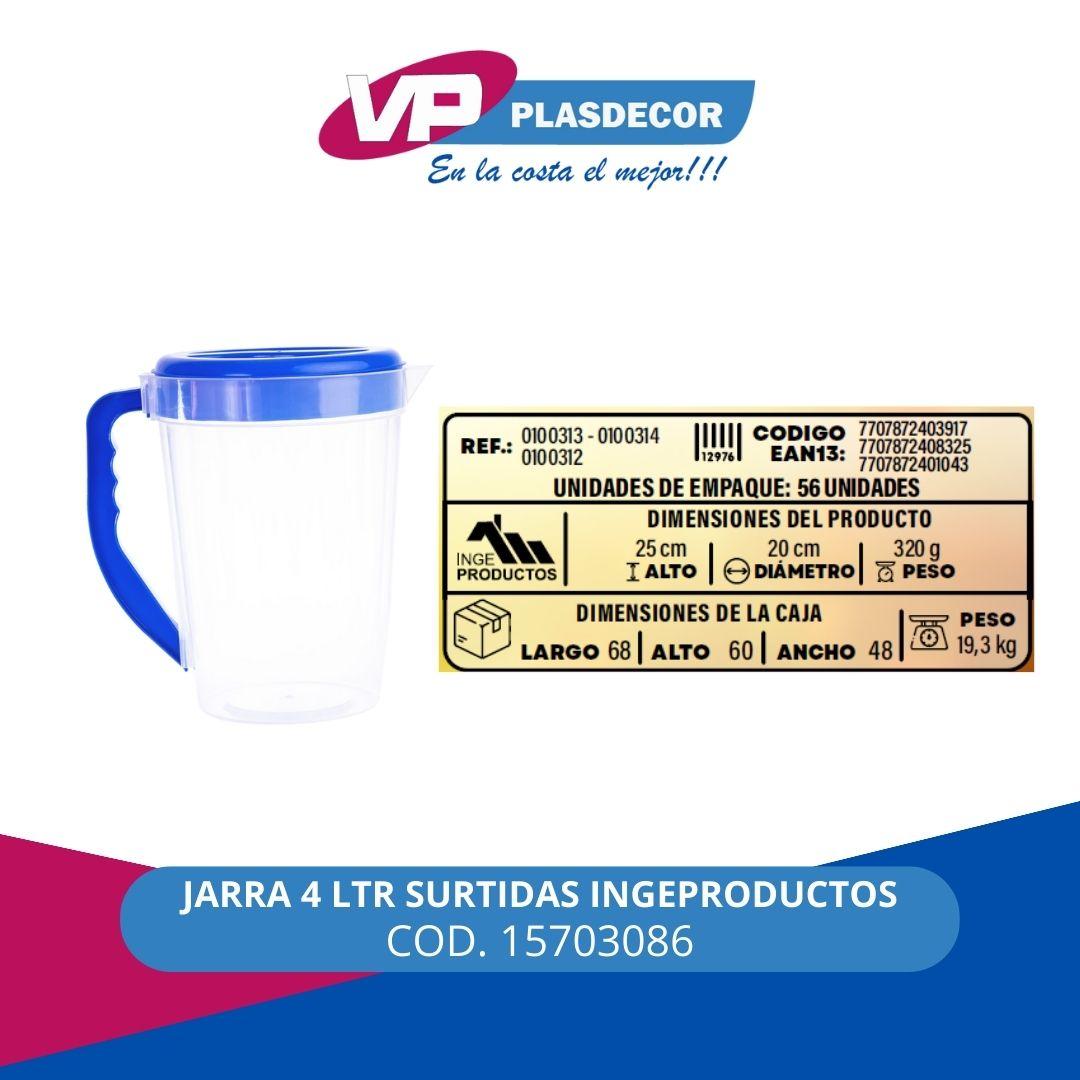 VP PLASDECOR
En la costa el mejor!!!
REF.: 0100313 - 0100314
0100312
12976
CODIGO EAN13: 7707872403917
7707872408325
7707872401043
UNIDADES DE EMPAQUE: 56 UNIDADES
INGE
PRODUCTOS
DIMENSIONES DEL PRODUCTO
25 cm
ALTO
20 cm
DIÁMETRO
320 g
PESO
DIMENSIONES DE LA CAJA
LARGO 68 ALTO 60 ANCHO 48
PESO
19,3 kg
JARRA 4 LTR SURTIDAS INGEPRODUCTOS
COD. 15703086